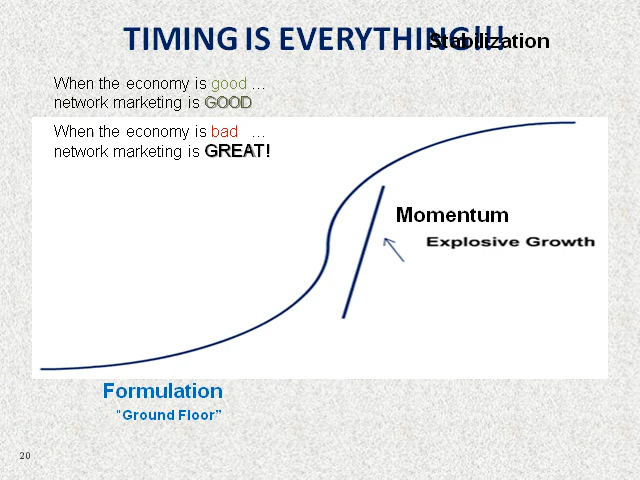 TIMING IS EVERYTHING!!!
Stabilization
When the economy is good …
network marketing is GOOD
When the economy is bad …
network marketing is GREAT!
Momentum
Explosive Growth
Formulation
"Ground Floor”
20